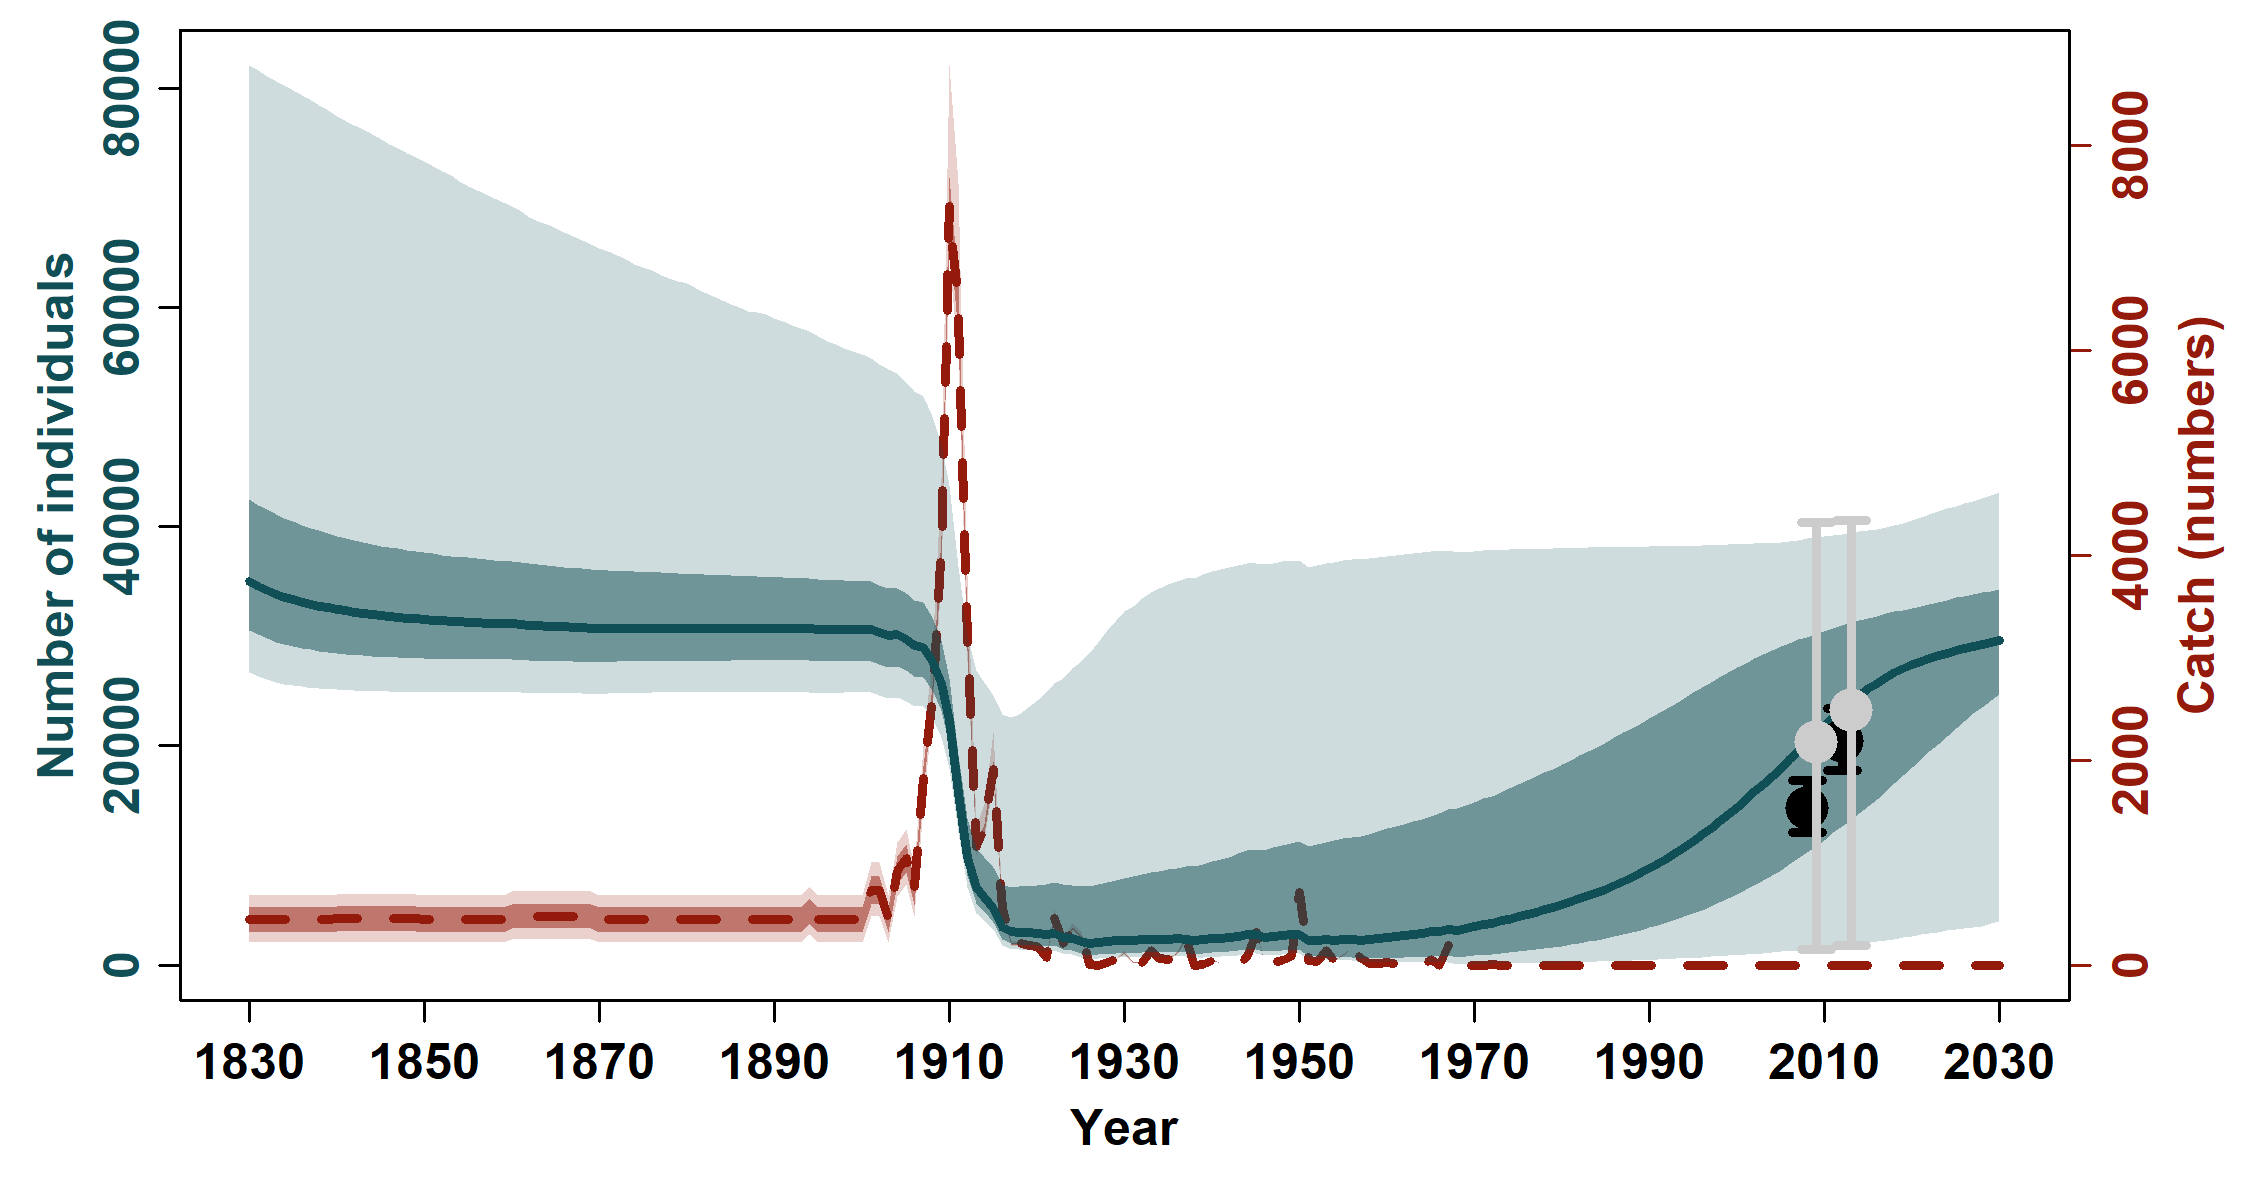 Number of individuals
0 20000 40000 60000 80000
Catch (numbers)
0 2000 4000 6000 8000
1830 1850 1870 1890 1910 1930 1950 1970 1990 2010 2030
Year